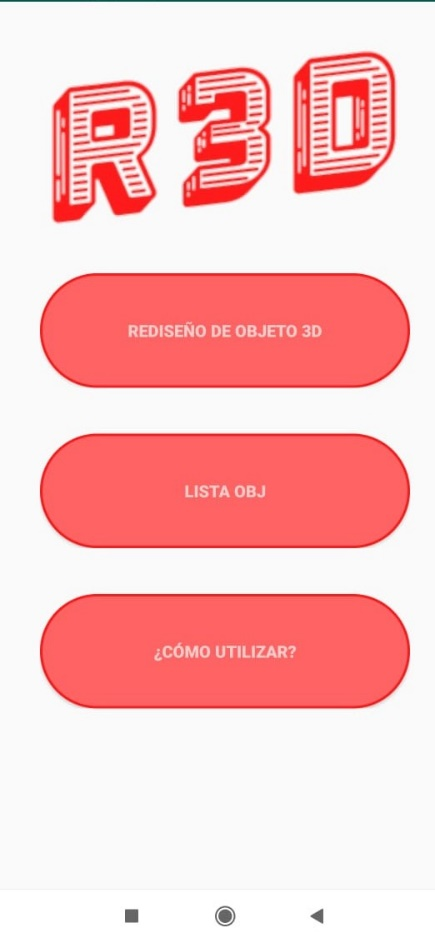 R3D
REDISEÑO DE OBJETO 3D
LISTA OBJ
¿CÓMO UTILIZAR?